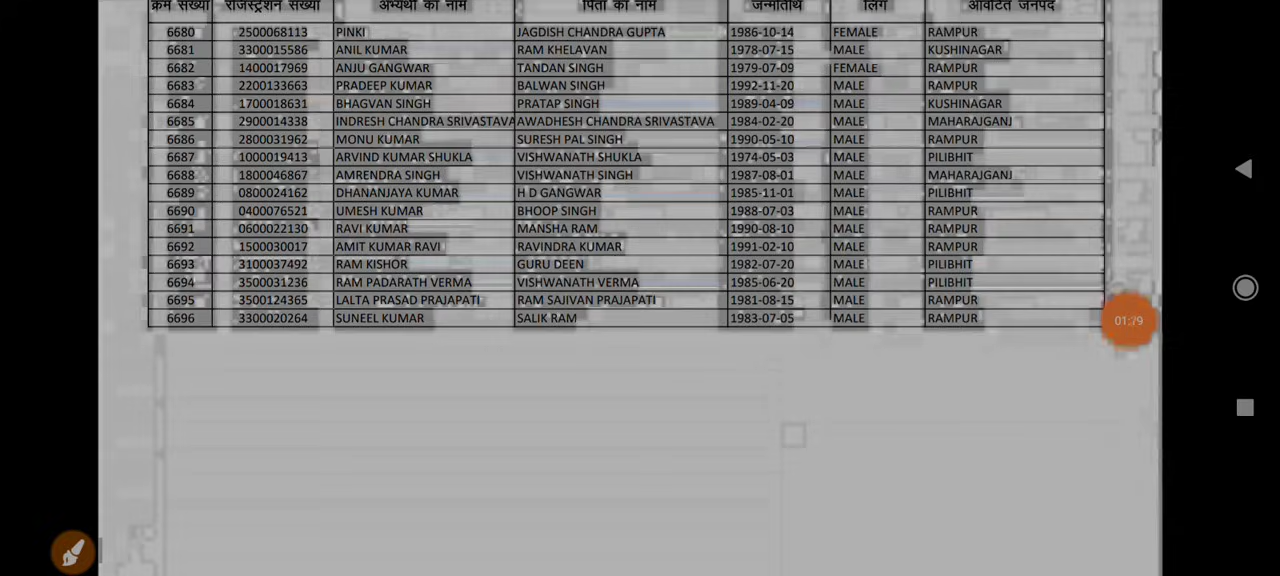 क्रम संख्या रजिस्ट्रेशन संख्या अभ्यर्थी का नाम पिता का नाम जन्मतिथि लिंग आवंटित जनपद
6680 2500068113 PINKI JAGDISH CHANDRA GUPTA 1986-10-14 FEMALE RAMPUR
6681 3300015586 ANIL KUMAR RAM KHELAVAN 1978-07-15 MALE KUSHINAGAR
6682 1400017969 ANJU GANGWAR TANDAN SINGH 1979-07-09 FEMALE RAMPUR
6683 2200133663 PRADEEP KUMAR BALWAN SINGH 1992-11-20 MALE RAMPUR
6684 1700018631 BHAGVAN SINGH PRATAP SINGH 1989-04-09 MALE KUSHINAGAR
6685 2900014338 INDRESH CHANDRA SRIVASTAVA AWADHESH CHANDRA SRIVASTAVA 1984-02-20 MALE MAHARAJGANJ
6686 2800031962 MONU KUMAR SURESH PAL SINGH 1990-05-10 MALE RAMPUR
6687 1000019413 ARVIND KUMAR SHUKLA VISHWANATH SHUKLA 1974-05-03 MALE PILIBHIT
6688 1800046867 AMRENDRA SINGH VISHWANATH SINGH 1987-08-01 MALE MAHARAJGANJ
6689 0800024162 DHANANJAYA KUMAR H D GANGWAR 1985-11-01 MALE PILIBHIT
6690 0400076521 UMESH KUMAR BHOOP SINGH 1988-07-03 MALE RAMPUR
6691 0600022130 RAVI KUMAR MANSHA RAM 1990-08-10 MALE RAMPUR
6692 1500030017 AMIT KUMAR RAVI RAVINDRA KUMAR 1991-02-10 MALE RAMPUR
6693 3100037492 RAM KISHOR GURU DEEN 1982-07-20 MALE PILIBHIT
6694 3500031236 RAM PADARATH VERMA VISHWANATH VERMA 1985-06-20 MALE PILIBHIT
6695 3500124365 LALTA PRASAD PRAJAPATI RAM SAJIVAN PRAJAPATI 1981-08-15 MALE RAMPUR
6696 3300020264 SUNEEL KUMAR SALIK RAM 1983-07-05 MALE RAMPUR